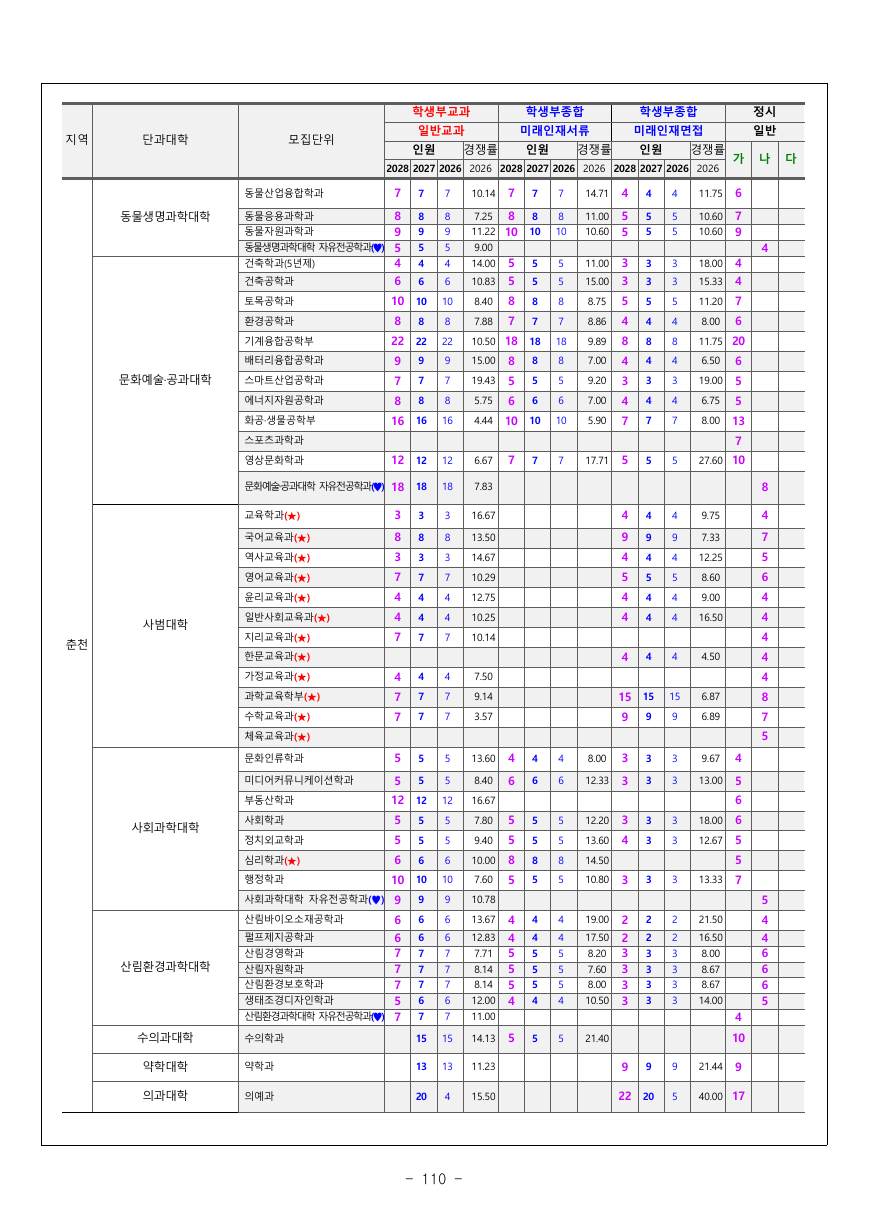 지역 단과대학 모집단위 학생부교과 학생부종합 학생부종합 정시
일반교과 미래인재서류 미래인재면접 일반
인원 경쟁률 인원 경쟁률 인원 경쟁률 가 나 다
2028 2027 2026 2026 2028 2027 2026 2026 2028 2027 2026 2026
춘천
동물생명과학대학
동물산업융합학과 7 7 7 10.14 7 7 7 14.71 4 4 4 11.75 6
동물응용과학과 8 8 8 7.25 8 8 8 11.00 5 5 5 10.60 7
동물자원과학과 9 9 9 11.22 10 10 10 10.60 5 5 5 10.60 9
동물생명과학대학 자유전공학과(♥) 5 5 5 9.00 4
문화예술·공과대학
건축학과(5년제) 4 4 4 14.00 5 5 5 11.00 3 3 3 18.00 4
건축공학과 6 6 6 10.83 5 5 5 15.00 3 3 3 15.33 4
토목공학과 10 10 10 8.40 8 8 8 8.75 5 5 5 11.20 7
환경공학과 8 8 8 7.88 7 7 7 8.86 4 4 4 8.00 6
기계융합공학부 22 22 22 10.50 18 18 18 9.89 8 8 8 11.75 20
배터리융합공학과 9 9 9 15.00 8 8 8 7.00 4 4 4 6.50 6
스마트산업공학과 7 7 7 19.43 5 5 5 9.20 3 3 3 19.00 5
에너지자원공학과 8 8 8 5.75 6 6 6 7.00 4 4 4 6.75 5
화공·생물공학부 16 16 16 4.44 10 10 10 5.90 7 7 7 8.00 13
스포츠과학과 7
영상문화학과 12 12 12 6.67 7 7 7 17.71 5 5 5 27.60 10
문화예술공과대학 자유전공학과(♥) 18 18 18 7.83 8
사범대학
교육학과(★) 3 3 3 16.67 4 4 4 9.75 4
국어교육과(★) 8 8 8 13.50 9 9 9 7.33 7
역사교육과(★) 3 3 3 14.67 4 4 4 12.25 5
영어교육과(★) 7 7 7 10.29 5 5 5 8.60 6
윤리교육과(★) 4 4 4 12.75 4 4 4 9.00 4
일반사회교육과(★) 4 4 4 10.25 4 4 4 16.50 4
지리교육과(★) 7 7 7 10.14 4
한문교육과(★) 4 4 4 4.50 4
가정교육과(★) 4 4 4 7.50 4
과학교육학부(★) 7 7 7 9.14 15 15 15 6.87 8
수학교육과(★) 7 7 7 3.57 9 9 9 6.89 7
체육교육과(★) 5
사회과학대학
문화인류학과 5 5 5 13.60 4 4 4 8.00 3 3 3 9.67 4
미디어커뮤니케이션학과 5 5 5 8.40 6 6 6 12.33 3 3 3 13.00 5
부동산학과 12 12 12 16.67 6
사회학과 5 5 5 7.80 5 5 5 12.20 3 3 3 18.00 6
정치외교학과 5 5 5 9.40 5 5 5 13.60 4 3 3 12.67 5
심리학과(★) 6 6 6 10.00 8 8 8 14.50 5
행정학과 10 10 10 7.60 5 5 5 10.80 3 3 3 13.33 7
사회과학대학 자유전공학과(♥) 9 9 9 10.78 5
산림환경과학대학
산림바이오소재공학과 6 6 6 13.67 4 4 4 19.00 2 2 2 21.50 4
펄프제지공학과 6 6 6 12.83 4 4 4 17.50 2 2 2 16.50 4
산림경영학과 7 7 7 7.71 5 5 5 8.20 3 3 3 8.00 6
산림자원학과 7 7 7 8.14 5 5 5 7.60 3 3 3 8.67 6
산림환경보호학과 7 7 7 8.14 5 5 5 8.00 3 3 3 8.67 6
생태조경디자인학과 5 6 6 12.00 4 4 4 10.50 3 3 3 14.00 5
산림환경과학대학 자유전공학과(♥) 7 7 7 11.00 4
수의과대학 수의학과 15 15 14.13 5 5 5 21.40 10
약학대학 약학과 13 13 11.23 9 9 9 21.44 9
의과대학 의예과 20 4 15.50 22 20 5 40.00 17
- 110 -